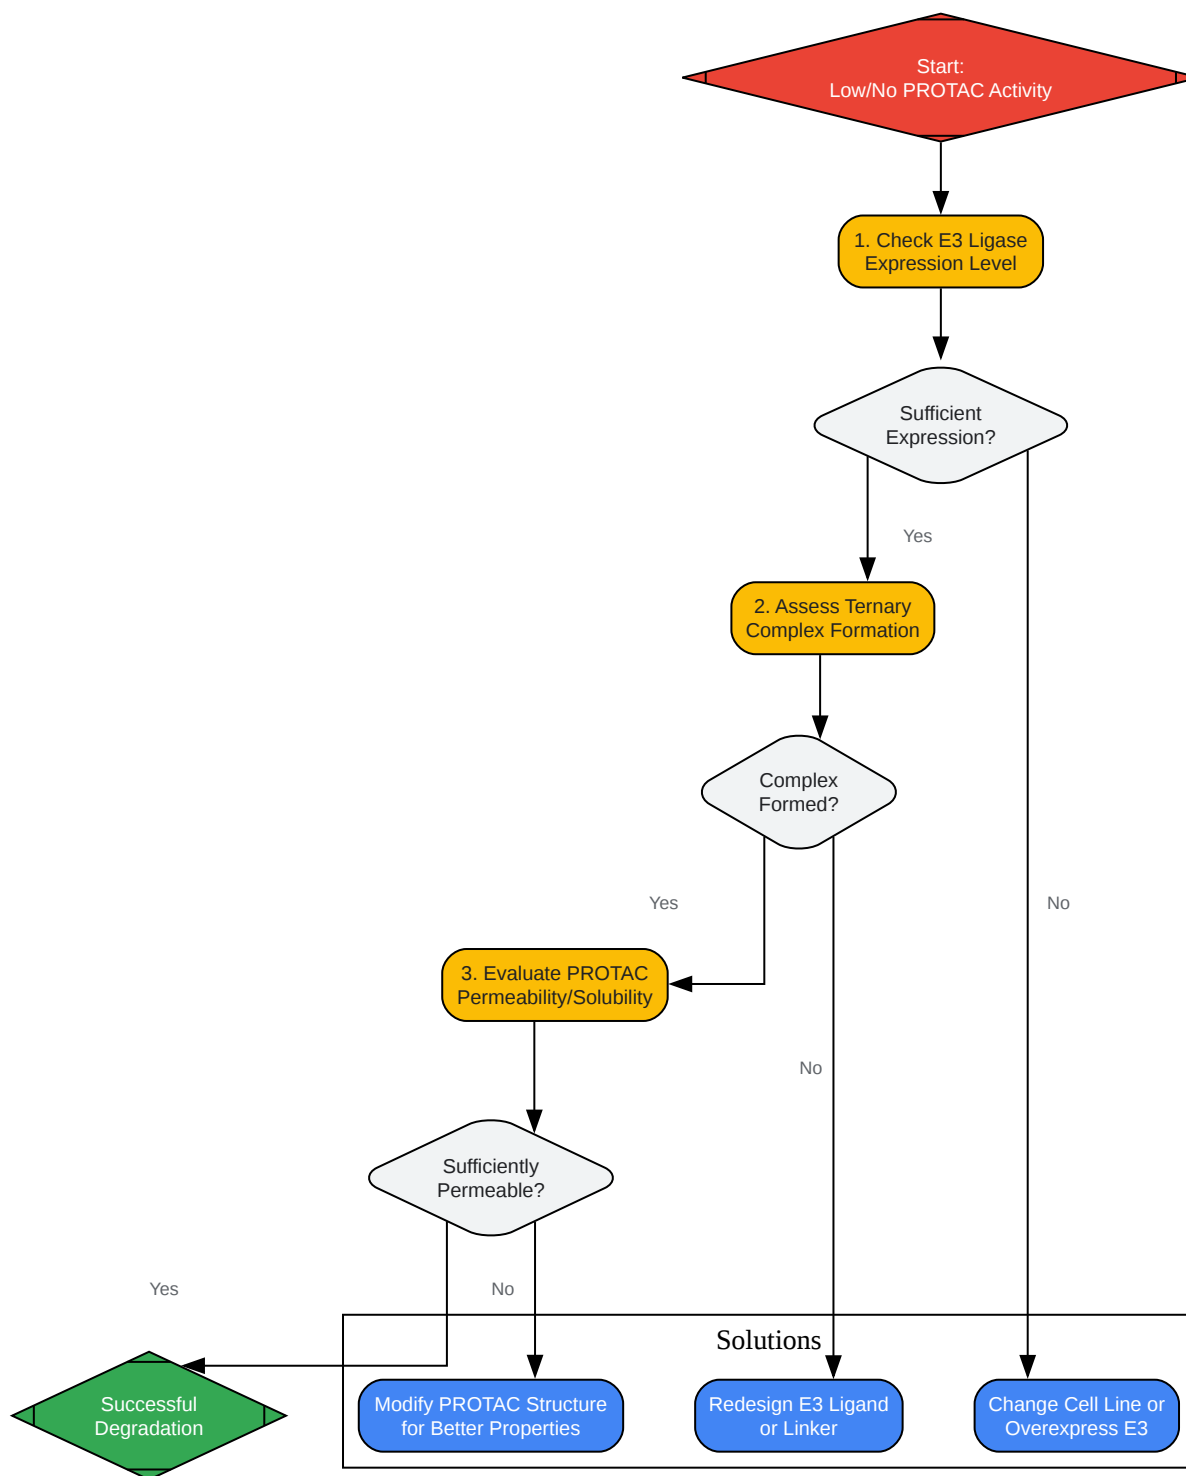 Start:
Low/No PROTAC Activity
1. Check E3 Ligase
Expression Level
Sufficient
Expression?
Yes
2. Assess Ternary
Complex Formation
Complex
Formed?
Yes
No
3. Evaluate PROTAC
Permeability/Solubility
No
Sufficiently
Permeable?
Yes
No
Solutions
Successful
Degradation
Modify PROTAC Structure
for Better Properties
Redesign E3 Ligand
or Linker
Change Cell Line or
Overexpress E3